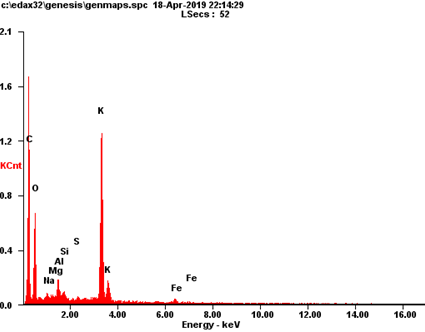 c:\edax32\genesis\genmaps.spc 18-Apr-2019 22:14:29
LSecs : 52
2.1
1.6
K
1.2
C
KCnt
O
0.8
S
0.4
Si
Al
Mg
Na
K
Fe
Fe
0.0
2.00 4.00 6.00 8.00 10.00 12.00 14.00 16.00
Energy - keV